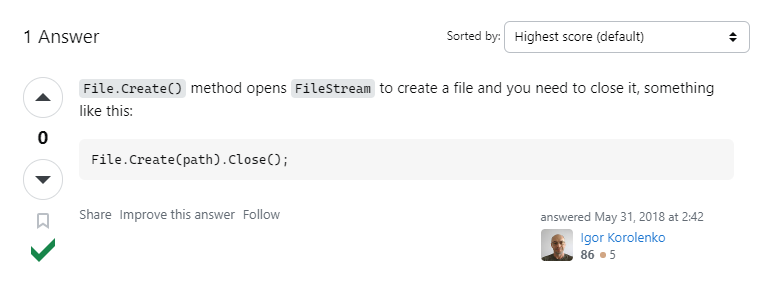 1 Answer
Sorted by: Highest score (default)
File.Create() method opens FileStream to create a file and you need to close it, something
like this:
0
File.Create(path).Close();
Share Improve this answer Follow
answered May 31, 2018 at 2:42
Igor Korolenko
86 5